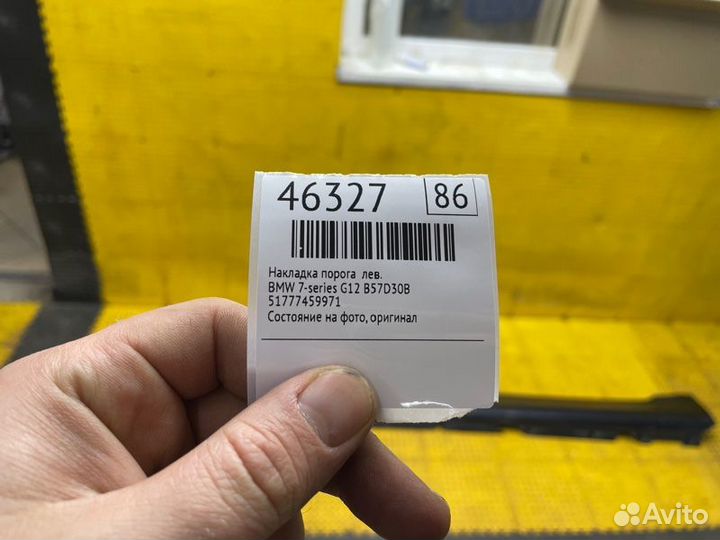 46327 86
Накладка порога лев.
BMW 7-series G12 B57D30B
51777459971
Состояние на фото, оригинал
Avito